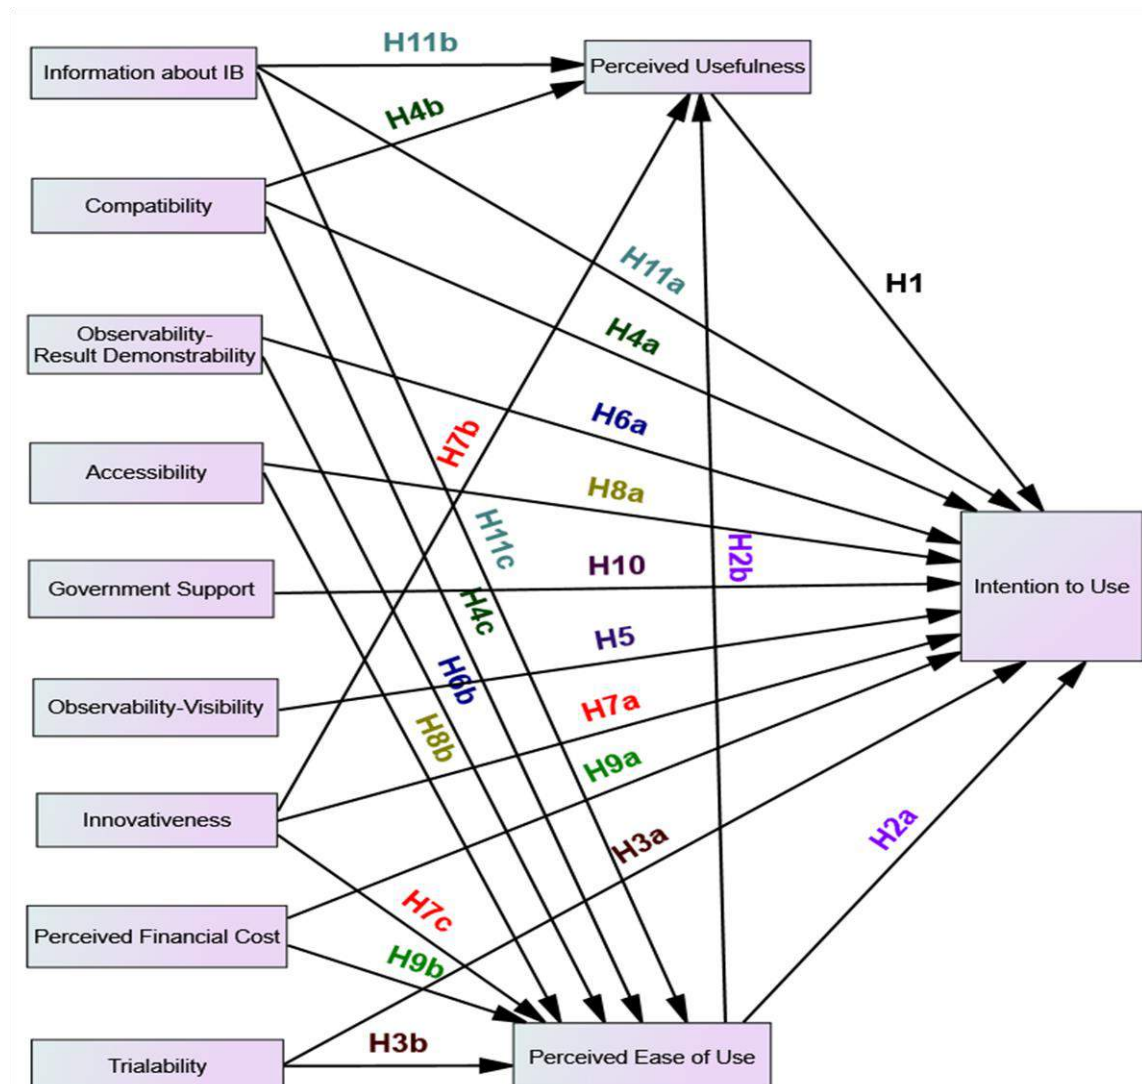 H11b
Information about IB
Perceived Usefulness
H4b
Compatibility
H11a
H1
Observability-
Result Demonstrability
H4a
H6a
H7b
Accessibility
H8a
H11c
H2b
Government Support
H10
Intention to Use
H4c
H5
H6b
Observability-Visibility
H7a
H8b
H9a
Innovativeness
H3a
H2a
H7c
Perceived Financial Cost
H9b
H3b
Trialability
Perceived Ease of Use